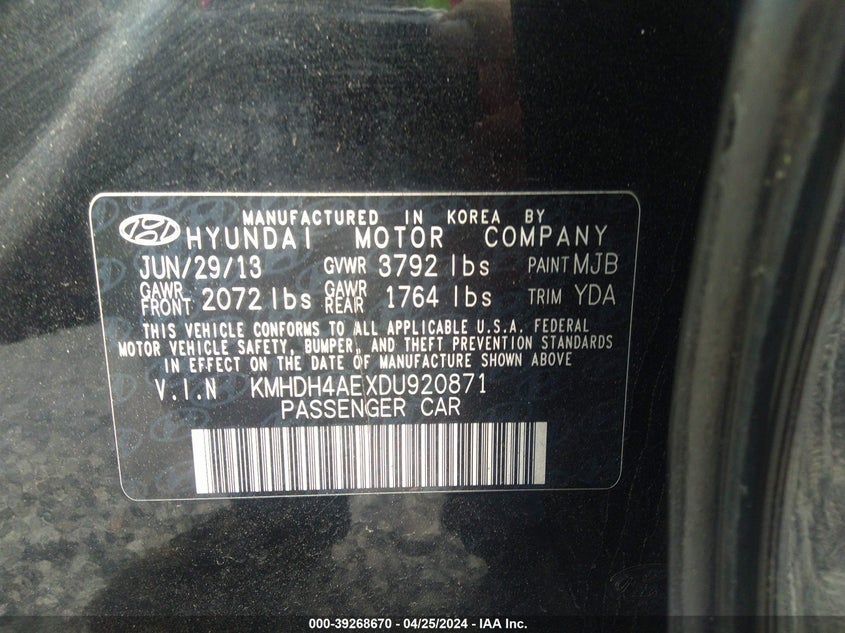 MANUFACTURED IN KOREA BY
HYUNDAI MOTOR COMPANY
JUN/29/13 GVWR 3792 lbs PAINT MJB
GAWR FRONT 2072 lbs GAWR REAR 1764 lbs TRIM YDA
THIS VEHICLE CONFORMS TO ALL APPLICABLE U.S.A. FEDERAL
MOTOR VEHICLE SAFETY, BUMPER, AND THEFT PREVENTION STANDARDS
IN EFFECT ON THE DATE OF MANUFACTURE SHOWN ABOVE
V.I.N KMHDH4AEXDU920871
PASSENGER CAR
000-39268670 - 04/25/2024 - IAA Inc.